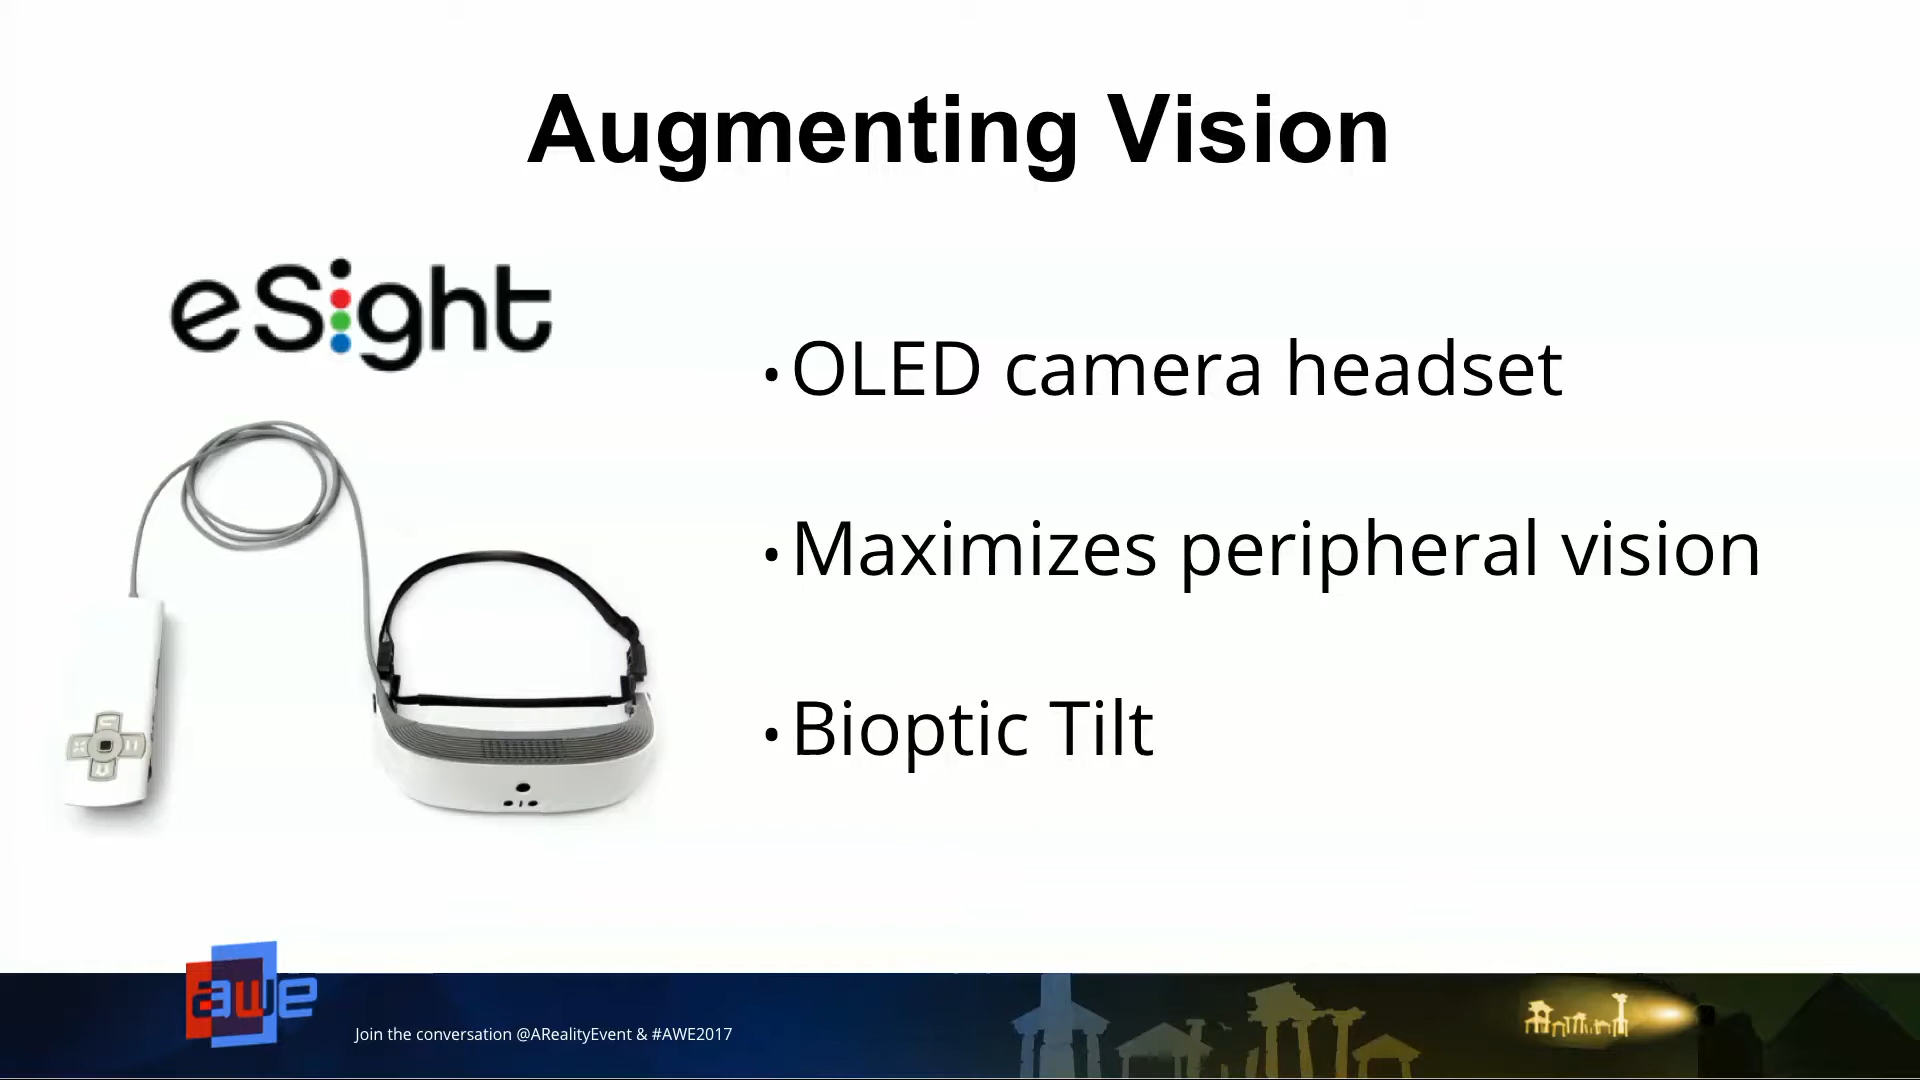 Augmenting Vision
eSight
• OLED camera headset
• Maximizes peripheral vision
• Bioptic Tilt
awe
Join the conversation @ARealityEvent & #AWE2017